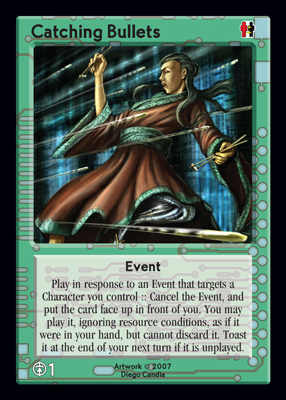 Catching Bullets
Event
Play in response to an Event that targets a
Character you control :: Cancel the Event, and
put the card face up in front of you. You may
play it, ignoring resource conditions, as if it
were in your hand, but cannot discard it. Toast
it at the end of your next turn if it is unplayed.
1
Artwork © 2007
Diego Candia